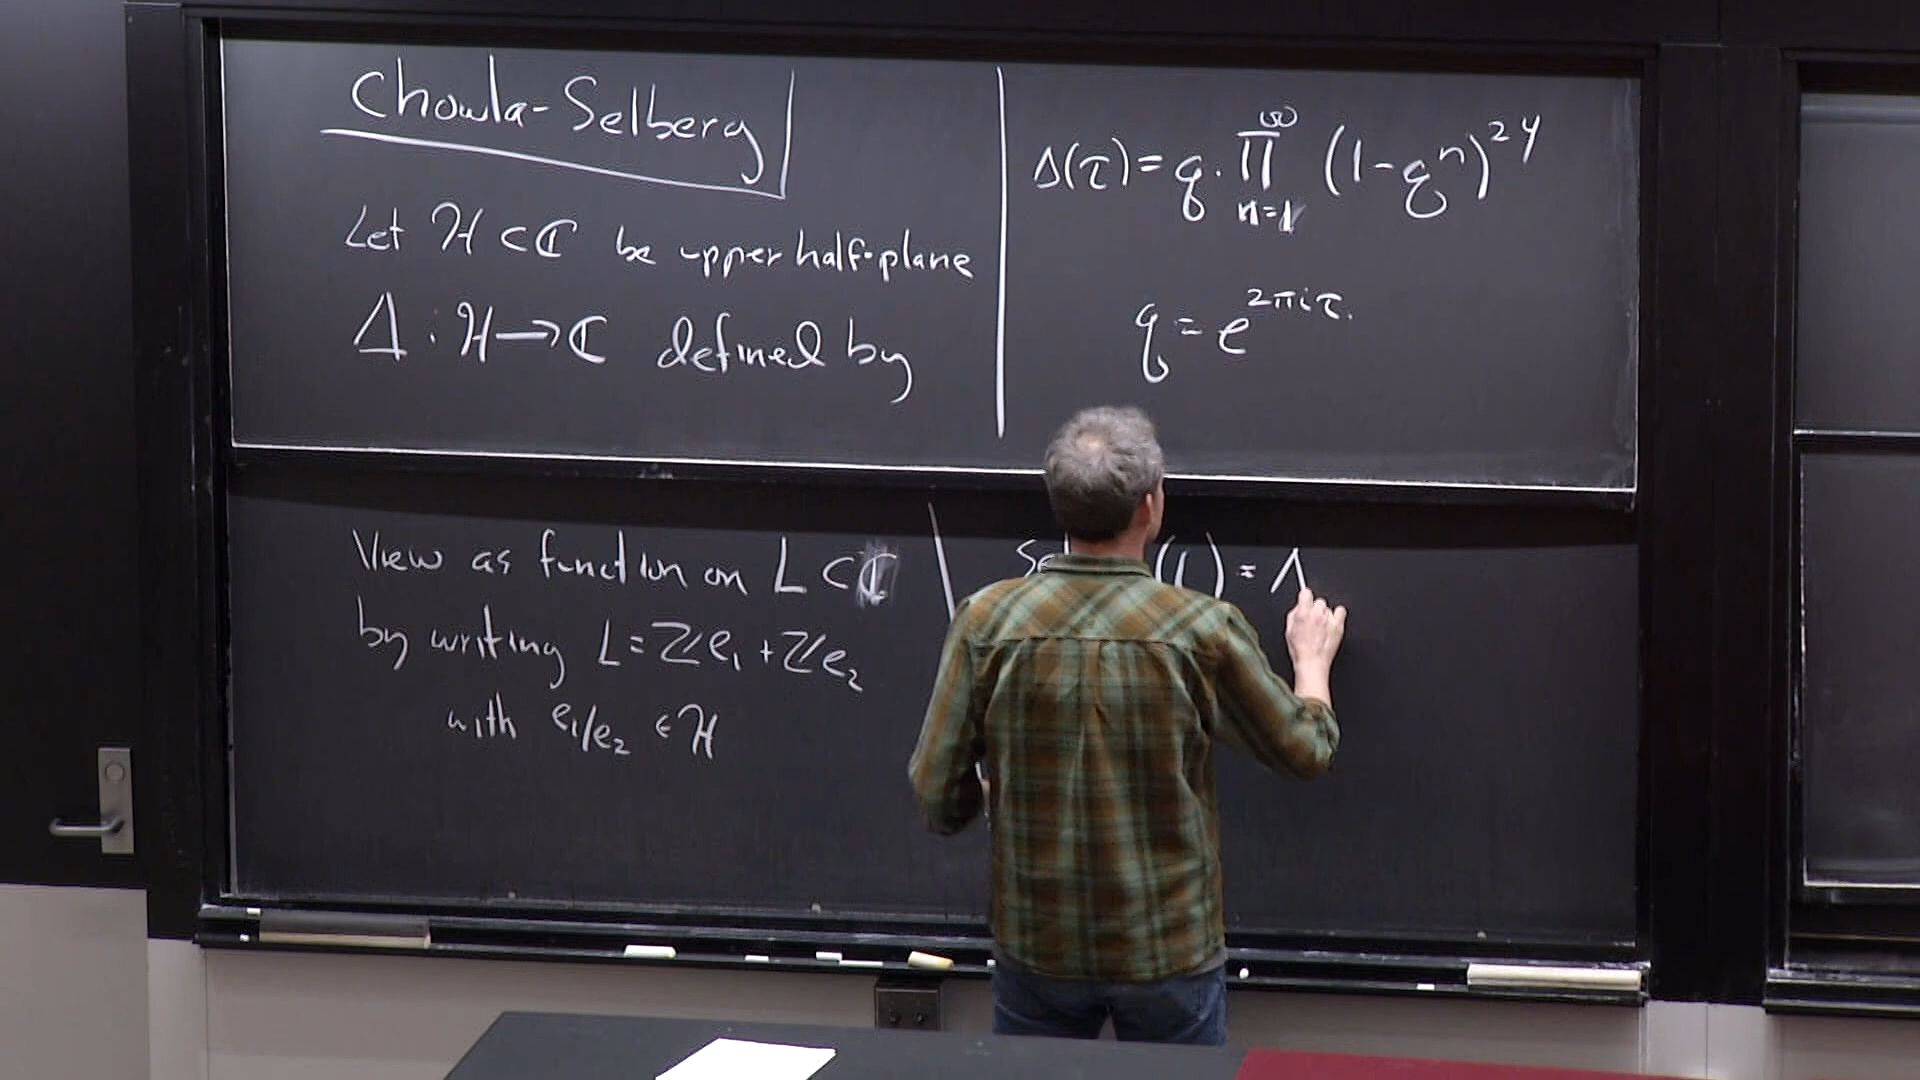 Chowla-Selberg
Let ℋ ⊂ ℂ be upper half-plane
Δ : ℋ → ℂ defined by
Δ(τ) = q · ∏_{n=1}^{∞} (1-qⁿ)²⁴
q = e^{2πiτ}.
View as function on L ⊂ ℂ
by writing L = ℤe₁ + ℤe₂
with e₁/e₂ ∈ ℋ
(L) = Λ